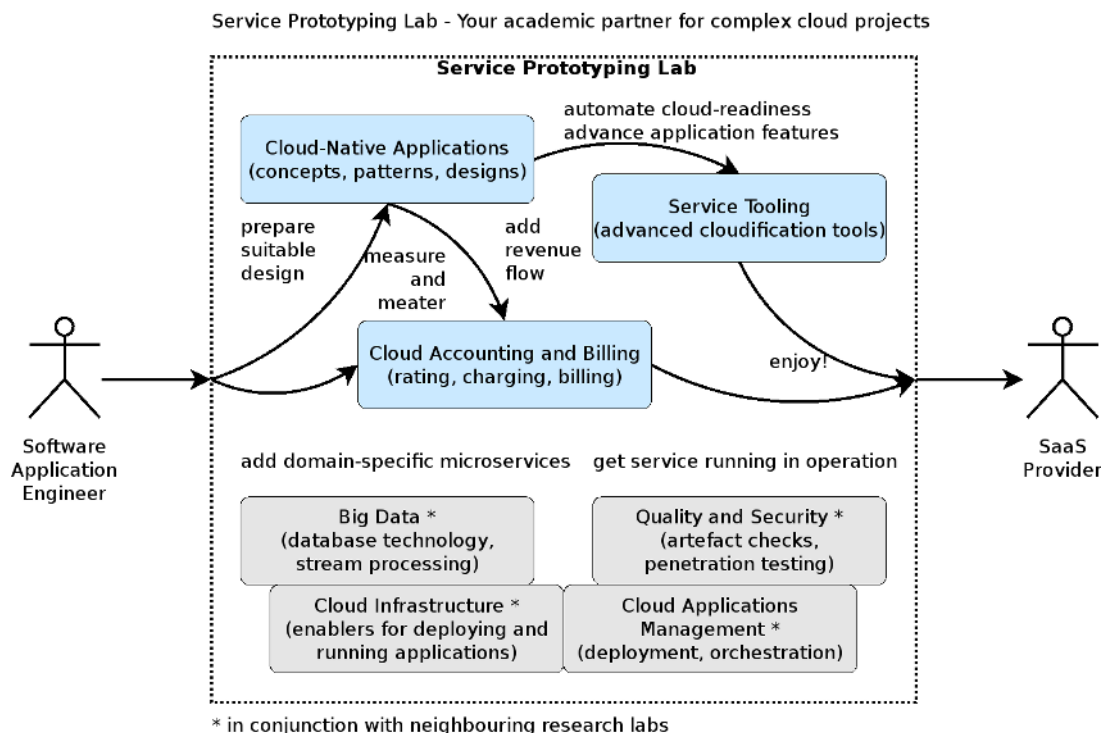 Service Prototyping Lab - Your academic partner for complex cloud projects
Service Prototyping Lab
automate cloud-readiness
advance application features
Cloud-Native Applications
(concepts, patterns, designs)
Service Tooling
(advanced cloudification tools)
prepare
suitable
design
measure and
meater
add
revenue
flow
Cloud Accounting and Billing
(rating, charging, billing)
enjoy!
Software
Application
Engineer
SaaS
Provider
add domain-specific microservices
get service running in operation
Big Data *
(database technology,
stream processing)
Quality and Security *
(artefact checks,
penetration testing)
Cloud Infrastructure *
(enablers for deploying and
running applications)
Cloud Applications
Management *
(deployment, orchestration)
* in conjunction with neighbouring research labs